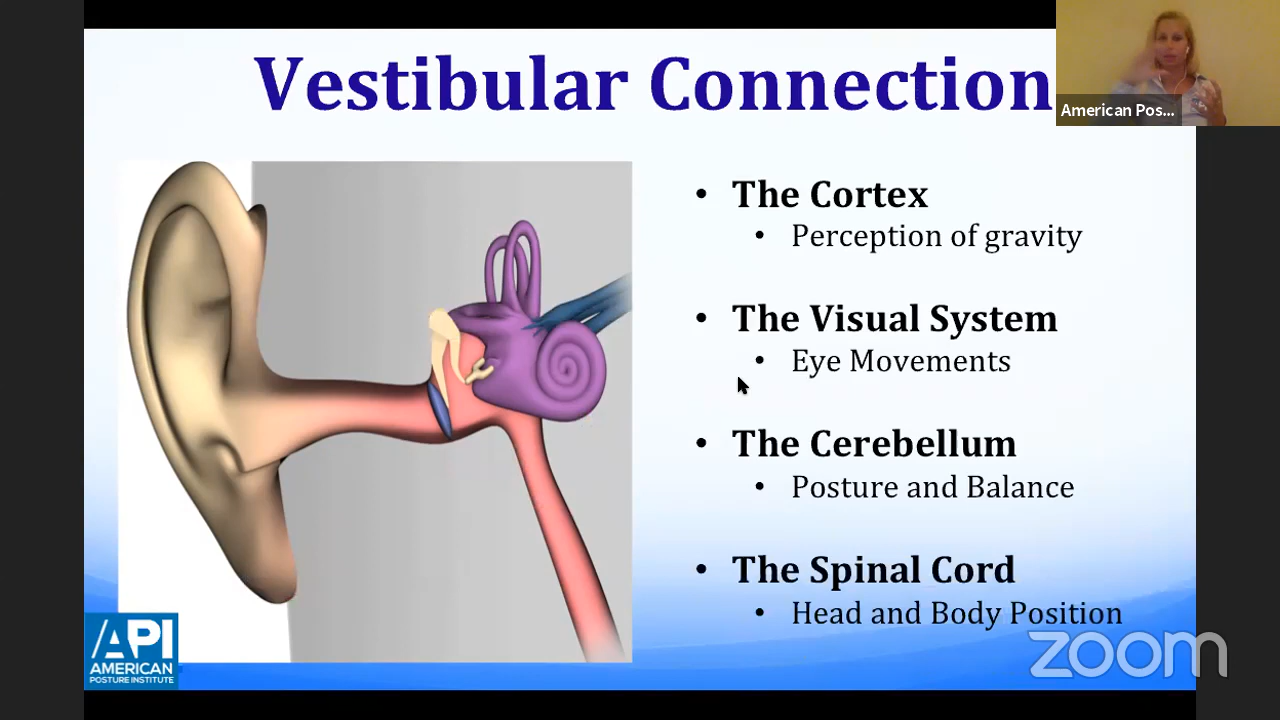 Vestibular Connection
American Pos...
• The Cortex
• Perception of gravity
• The Visual System
• Eye Movements
• The Cerebellum
• Posture and Balance
• The Spinal Cord
• Head and Body Position
API
AMERICAN
POSTURE INSTITUTE
zoom